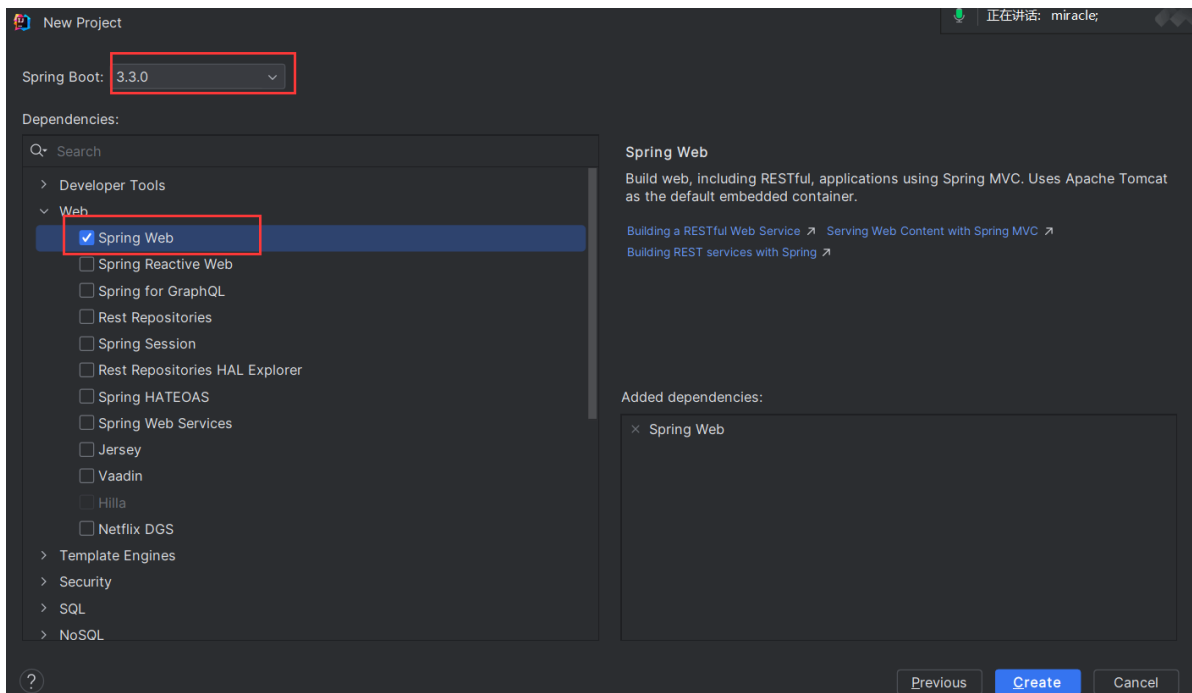 New Project
正在讲话: miracle;
Spring Boot: 3.3.0
Dependencies:
Search
Developer Tools
Web
Spring Web
Spring Reactive Web
Spring for GraphQL
Rest Repositories
Spring Session
Rest Repositories HAL Explorer
Spring HATEOAS
Spring Web Services
Jersey
Vaadin
Hilla
Netflix DGS
Template Engines
Security
SQL
NoSQL
Spring Web
Build web, including RESTful, applications using Spring MVC. Uses Apache Tomcat
as the default embedded container.
Building a RESTful Web Service ↗ Serving Web Content with Spring MVC ↗
Building REST services with Spring ↗
Added dependencies:
× Spring Web
?
Previous Create Cancel